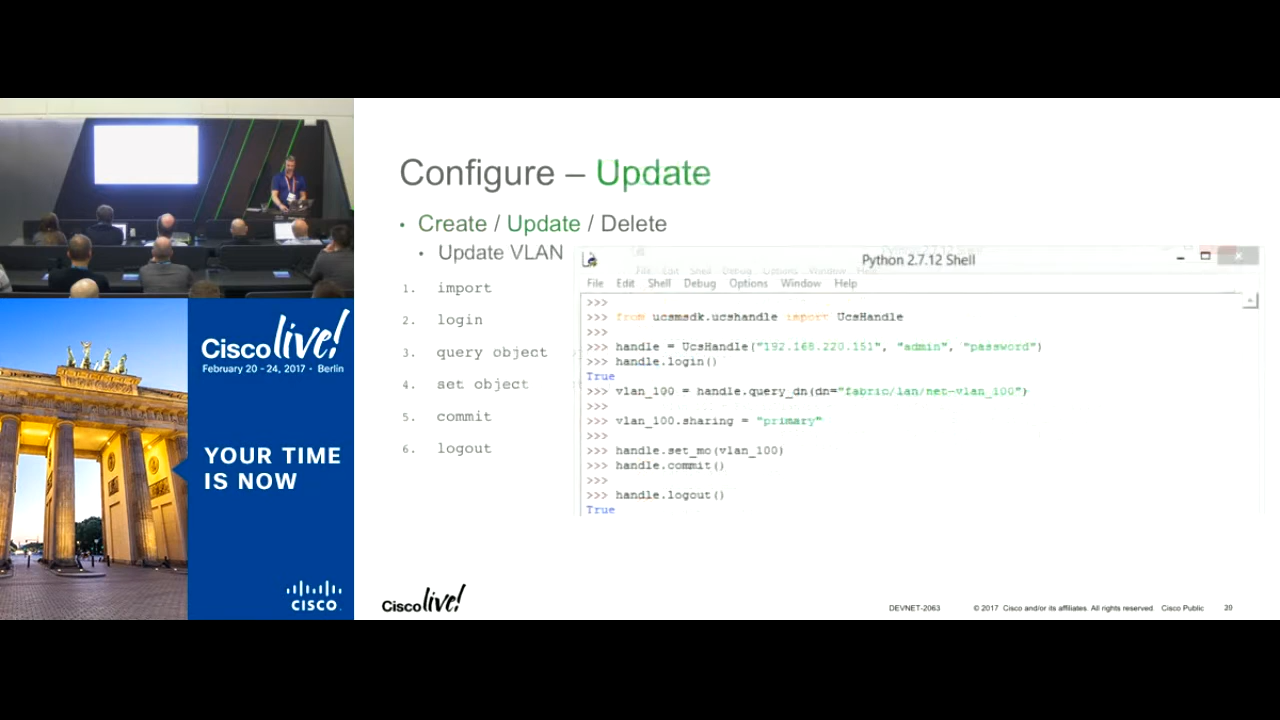 Configure – Update
• Create / Update / Delete
• Update VLAN
1. import
2. login
3. query object
4. set object
5. commit
6. logout
Python 2.7.12 Shell
File Edit Shell Debug Options Window Help
>>>
>>> from ucsmsdk.ucshandle import UcsHandle
>>>
>>> handle = UcsHandle("192.168.220.151", "admin", "password")
>>> handle.login()
True
>>> vlan_100 = handle.query_dn(dn="fabric/lan/net-vlan_100")
>>>
>>> vlan_100.sharing = "primary"
>>>
>>> handle.set_mo(vlan_100)
>>> handle.commit()
>>>
>>> handle.logout()
True
Cisco live!
February 20 - 24, 2017 • Berlin
YOUR TIME
IS NOW
CISCO
Cisco live!
DEVNET-2063 © 2017 Cisco and/or its affiliates. All rights reserved. Cisco Public 39